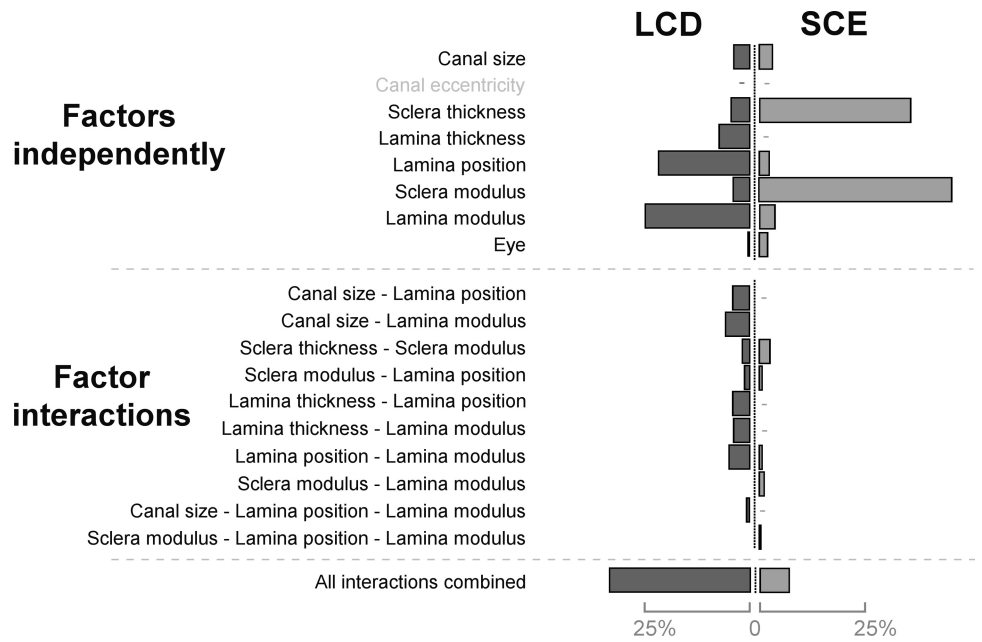 LCD SCE
Canal size
Canal eccentricity
Sclera thickness
Lamina thickness
Lamina position
Sclera modulus
Lamina modulus
Eye
Factors
independently
Canal size - Lamina position
Canal size - Lamina modulus
Sclera thickness - Sclera modulus
Sclera modulus - Lamina position
Lamina thickness - Lamina position
Lamina thickness - Lamina modulus
Lamina position - Lamina modulus
Sclera modulus - Lamina modulus
Canal size - Lamina position - Lamina modulus
Sclera modulus - Lamina position - Lamina modulus
Factor
interactions
All interactions combined
25% 0 25%